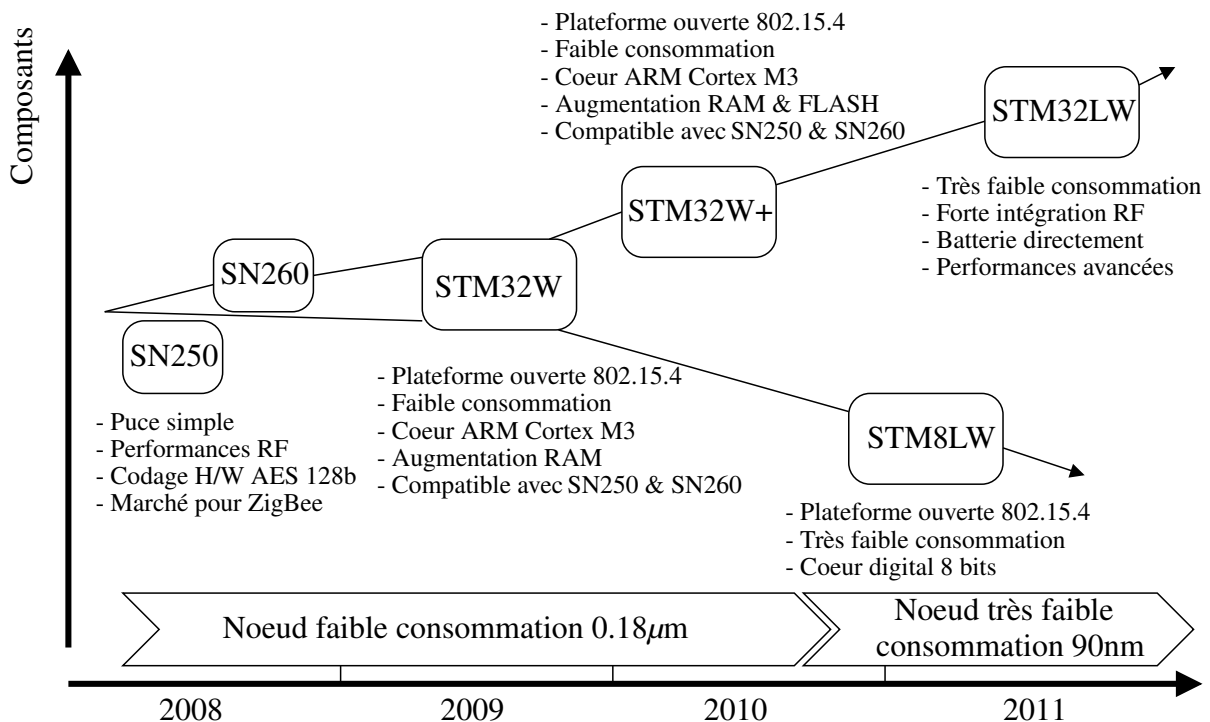 Composants
- Plateforme ouverte 802.15.4
- Faible consommation
- Coeur ARM Cortex M3
- Augmentation RAM & FLASH
- Compatible avec SN250 & SN260
STM32LW
- Très faible consommation
- Forte intégration RF
- Batterie directement
- Performances avancées
STM32W+
SN260
STM32W
SN250
- Puce simple
- Performances RF
- Codage H/W AES 128b
- Marché pour ZigBee
- Plateforme ouverte 802.15.4
- Faible consommation
- Coeur ARM Cortex M3
- Augmentation RAM
- Compatible avec SN250 & SN260
STM8LW
- Plateforme ouverte 802.15.4
- Très faible consommation
- Coeur digital 8 bits
Noeud faible consommation 0.18μm
Noeud très faible
consommation 90nm
2008
2009
2010
2011